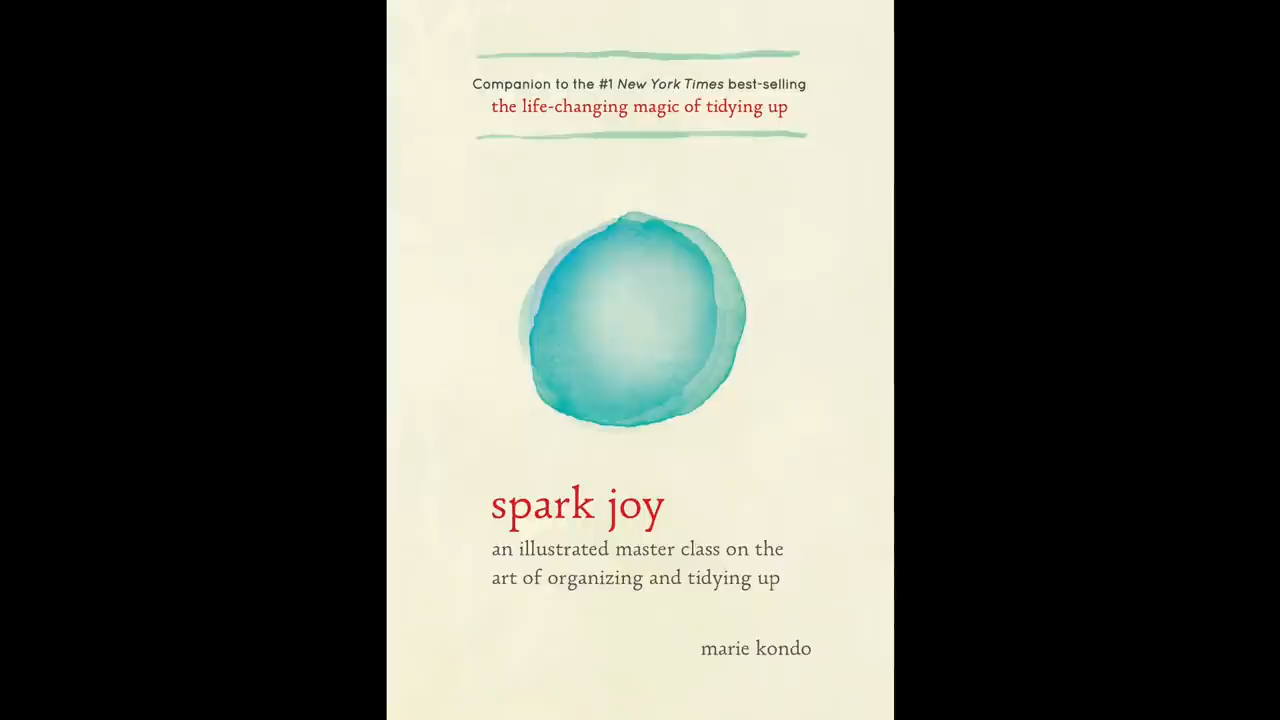 Companion to the #1 New York Times best-selling
the life-changing magic of tidying up
spark joy
an illustrated master class on the
art of organizing and tidying up
marie kondo